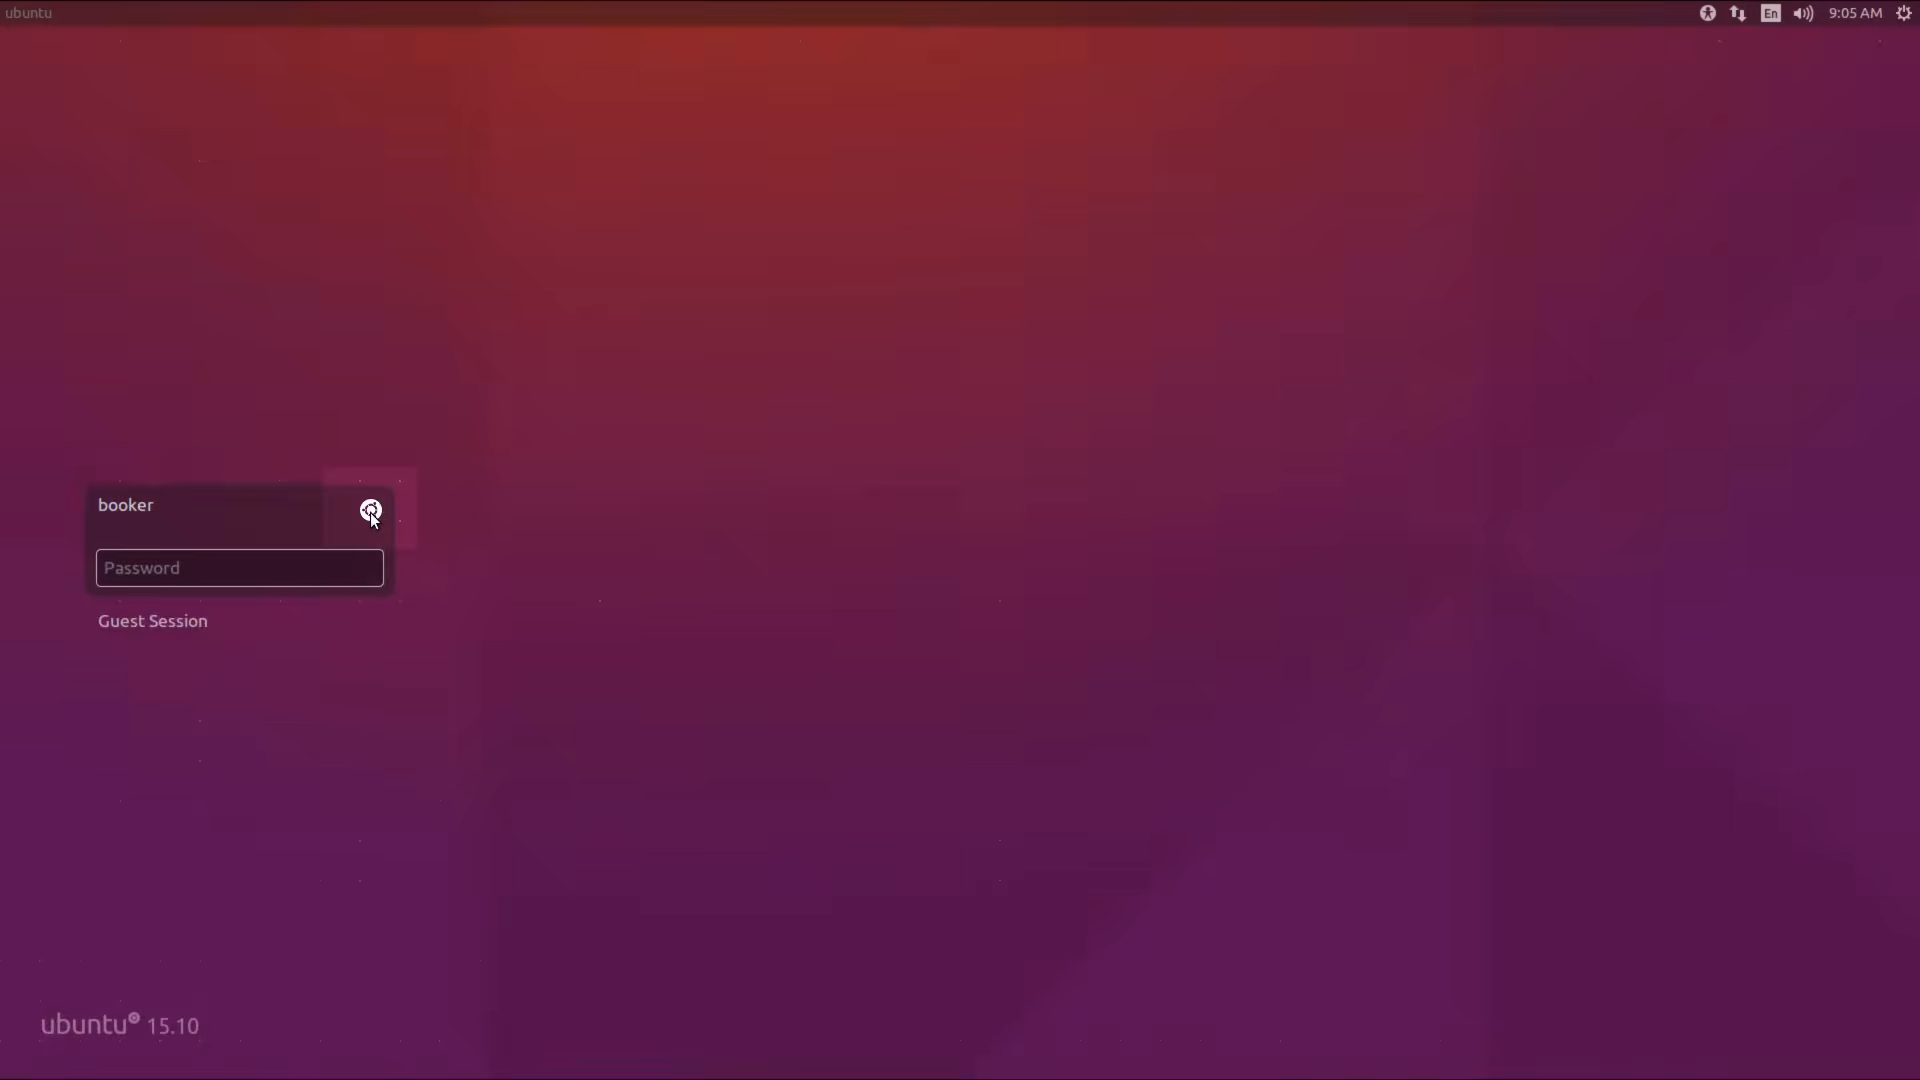 ubuntu
En
9:05 AM
booker
Password
Guest Session
ubuntu 15.10